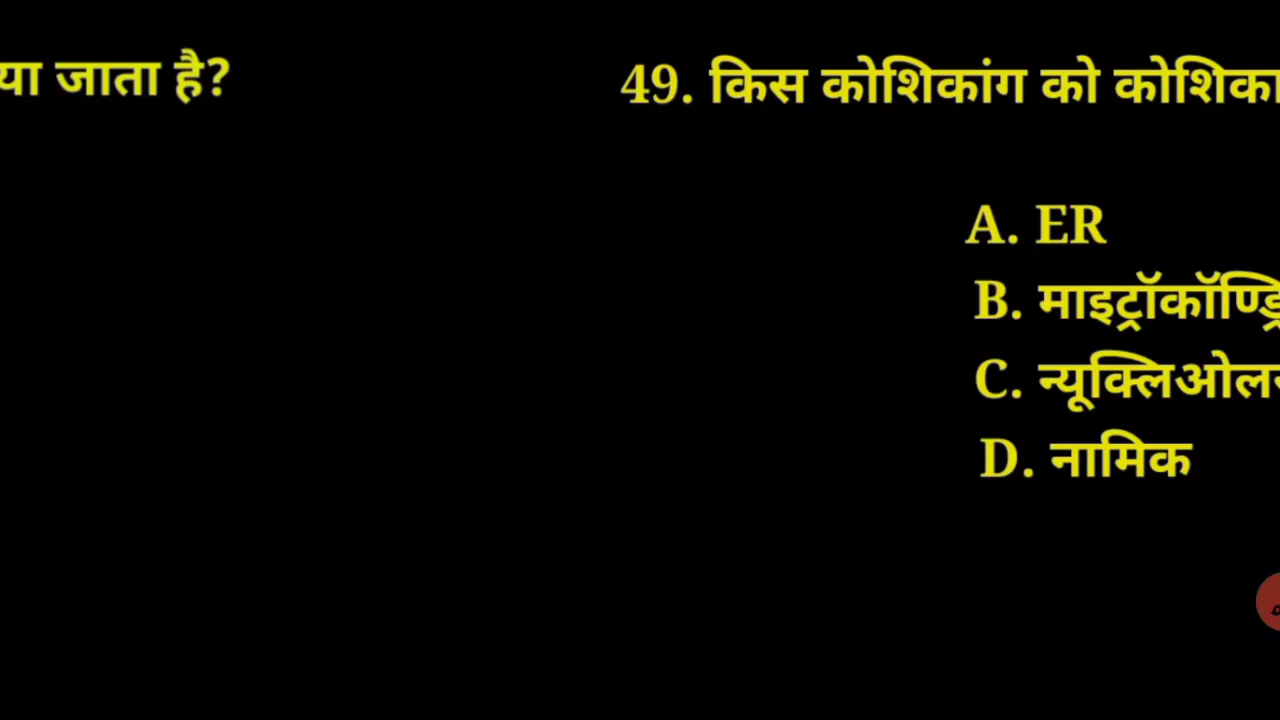 या जाता है?
49. किस कोशिकांग को कोशिका
A. ER
B. माइट्रॉकॉण्ड्रि
C. न्यूक्लिओल
D. नामिक